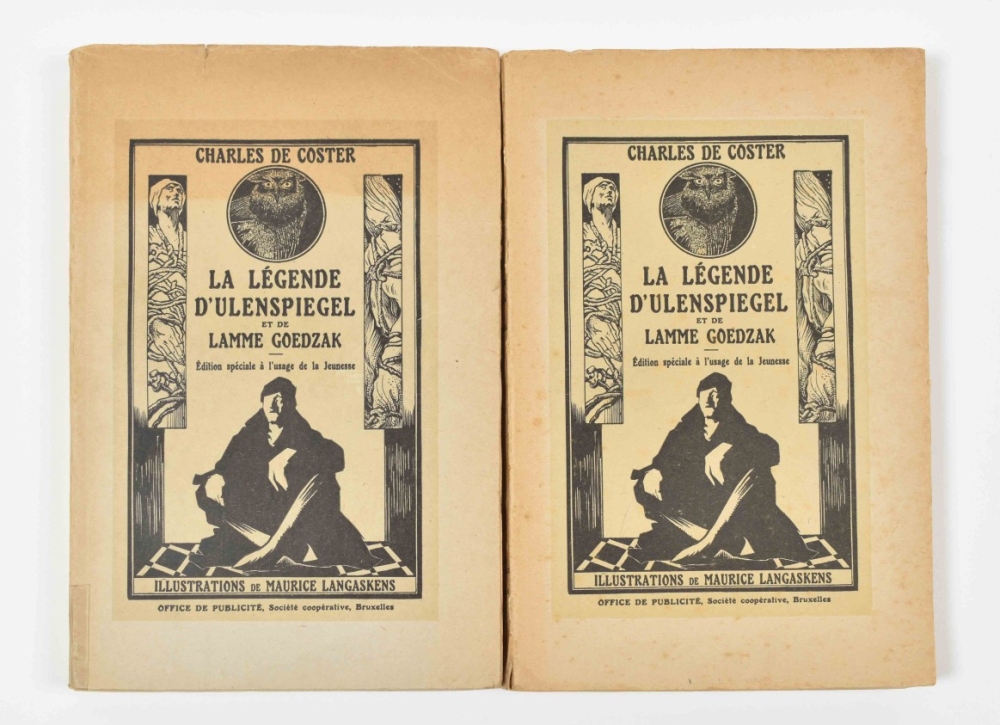 CHARLES DE COSTER
LA LÉGENDE
D'ULENSPIEGEL
ET DE
LAMME GOEDZAK
Édition spéciale à l'usage de la Jeunesse
ILLUSTRATIONS DE MAURICE LANGASKENS
OFFICE DE PUBLICITÉ, Société coopérative, Bruxelles
CHARLES DE COSTER
LA LÉGENDE
D'ULENSPIEGEL
ET DE
LAMME GOEDZAK
Édition spéciale à l'usage de la Jeunesse
ILLUSTRATIONS DE MAURICE LANGASKENS
OFFICE DE PUBLICITÉ, Société coopérative, Bruxelles